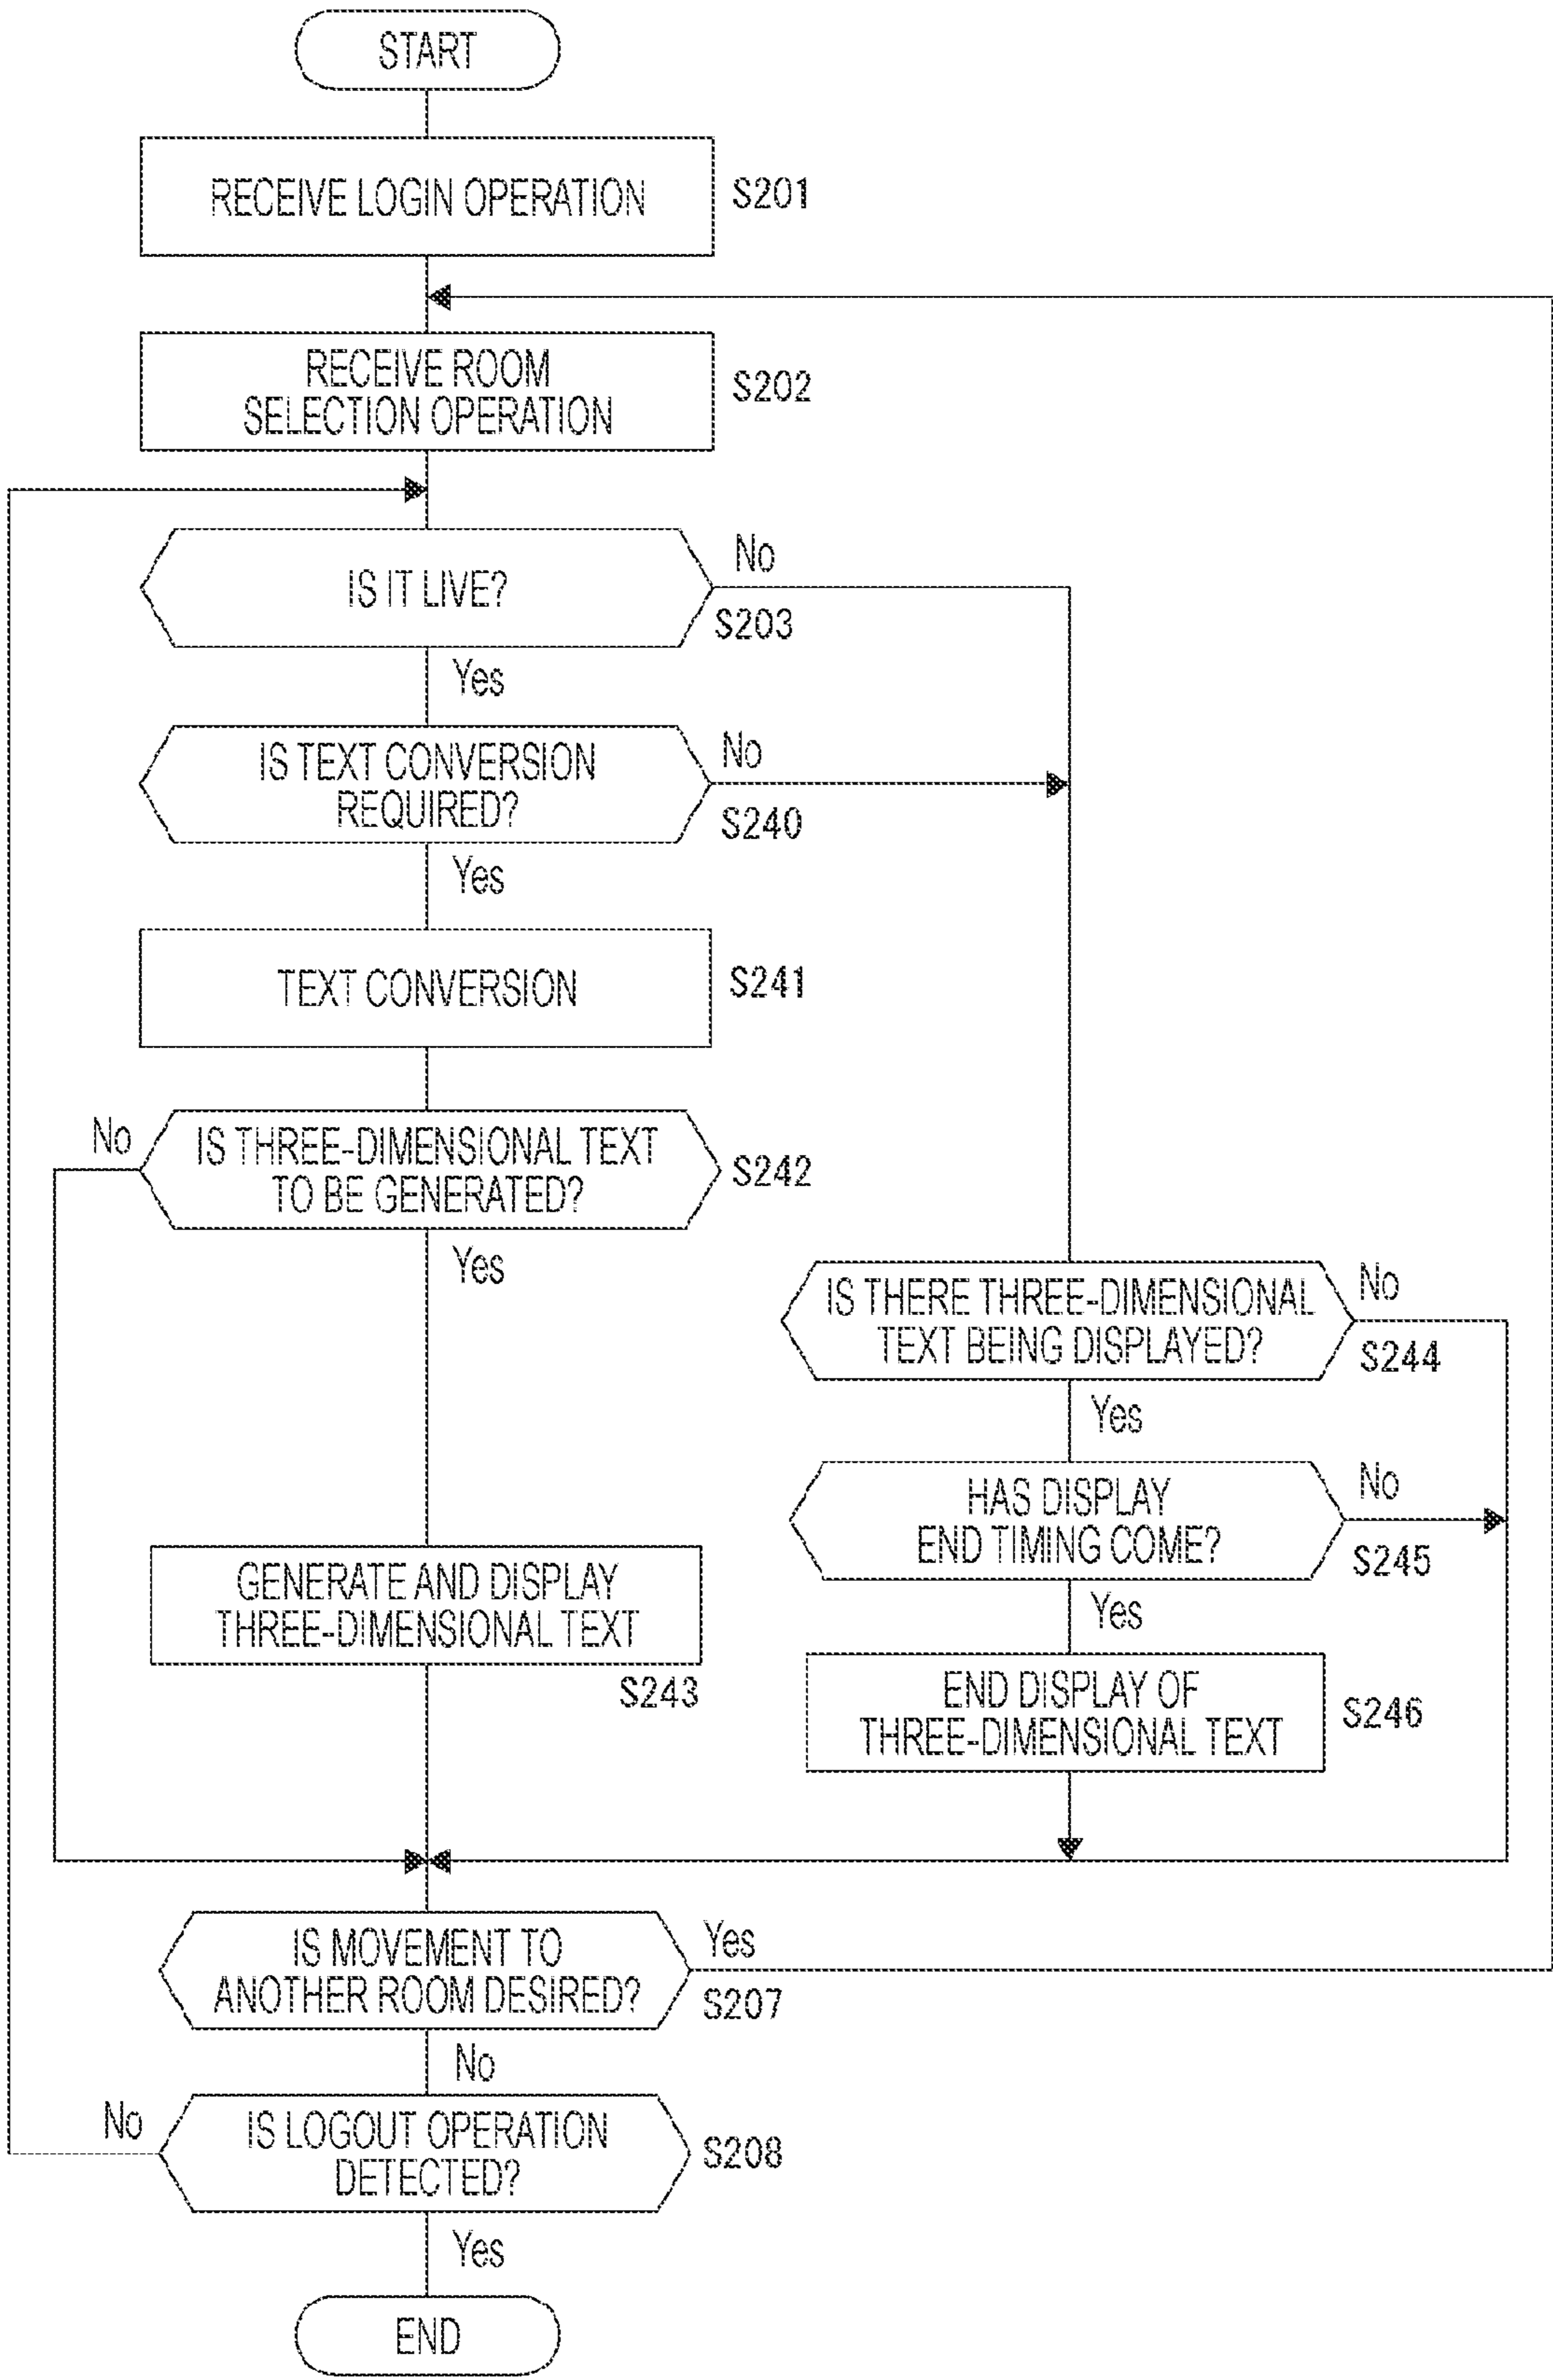 START
RECEIVE LOGIN OPERATION
S201
RECEIVE ROOM
SELECTION OPERATION
S202
IS IT LIVE?
No
S203
Yes
IS TEXT CONVERSION
REQUIRED?
No
S240
Yes
TEXT CONVERSION
S241
No
IS THREE-DIMENSIONAL TEXT
TO BE GENERATED?
S242
Yes
IS THERE THREE-DIMENSIONAL
TEXT BEING DISPLAYED?
No
S244
Yes
HAS DISPLAY
END TIMING COME?
No
S245
Yes
GENERATE AND DISPLAY
THREE-DIMENSIONAL TEXT
S243
END DISPLAY OF
THREE-DIMENSIONAL TEXT
S246
IS MOVEMENT TO
ANOTHER ROOM DESIRED?
Yes
S207
No
No
IS LOGOUT OPERATION
DETECTED?
S208
Yes
END